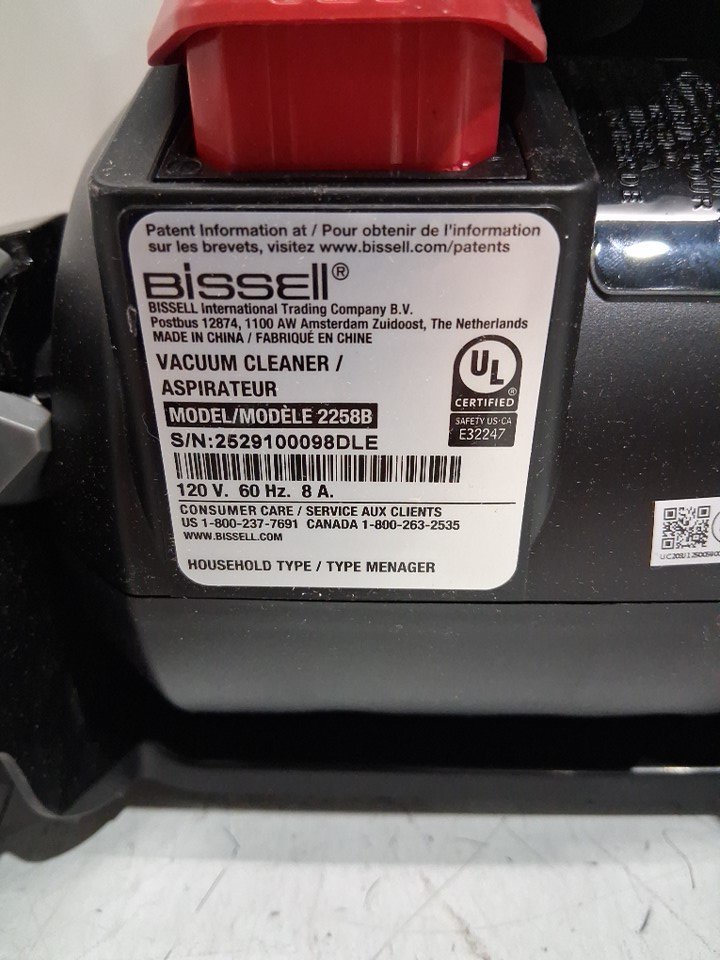 Patent Information at / Pour obtenir de l'information
sur les brevets, visitez www.bissell.com/patents
BISSELL®
BISSELL International Trading Company B.V.
Postbus 12874, 1100 AW Amsterdam Zuidoost, The Netherlands
MADE IN CHINA / FABRIQUÉ EN CHINE
VACUUM CLEANER /
ASPIRATEUR
UL
®
CERTIFIED
SAFETY US·CA
E32247
MODEL/MODÈLE 2258B
S/N:2529100098DLE
120 V. 60 Hz. 8 A.
CONSUMER CARE / SERVICE AUX CLIENTS
US 1-800-237-7691 CANADA 1-800-263-2535
WWW.BISSELL.COM
HOUSEHOLD TYPE / TYPE MENAGER
POUR
DE